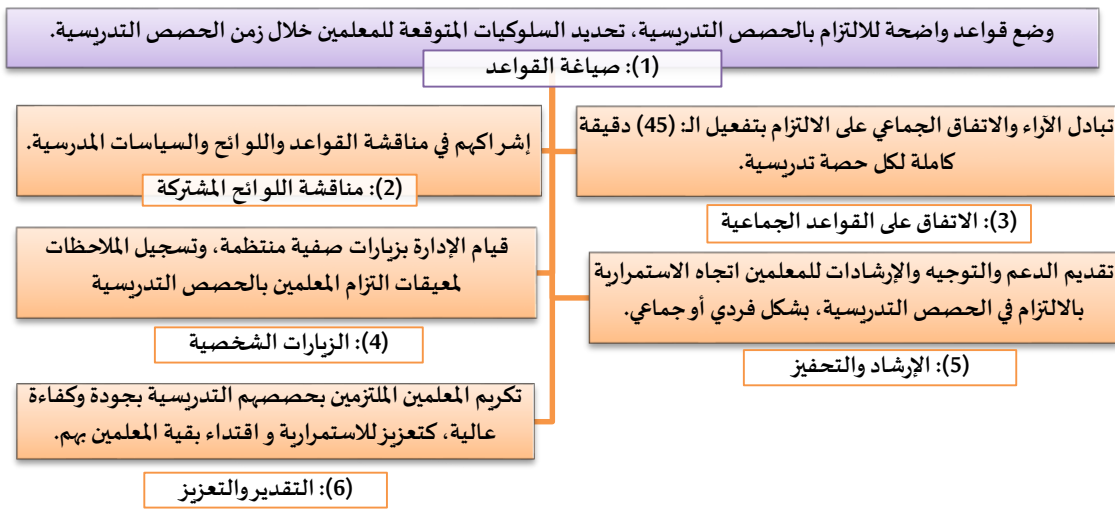 وضع قواعد واضحة للالتزام بالحصص التدريسية، تحديد السلوكيات المتوقعة للمعلمين خلال زمن الحصص التدريسية.
(1): صياغة القواعد
إشراكهم في مناقشة القواعد واللوائح والسياسات المدرسية.
(2): مناقشة اللوائح المشتركة
تبادل الآراء والاتفاق الجماعي على الالتزام بتفعيل الـ: (45) دقيقة
كاملة لكل حصة تدريسية.
(3): الاتفاق على القواعد الجماعية
قيام الإدارة بزيارات صفية منتظمة، وتسجيل الملاحظات
لمعيقات التزام المعلمين بالحصص التدريسية
(4): الزيارات الشخصية
تقديم الدعم والتوجيه والإرشادات للمعلمين اتجاه الاستمرارية
بالالتزام في الحصص التدريسية، بشكل فردي أو جماعي.
(5): الإرشاد والتحفيز
تكريم المعلمين الملتزمين بحصصهم التدريسية بجودة وكفاءة
عالية، كتعزيز للاستمرارية و اقتداء بقية المعلمين بهم.
(6): التقدير والتعزيز